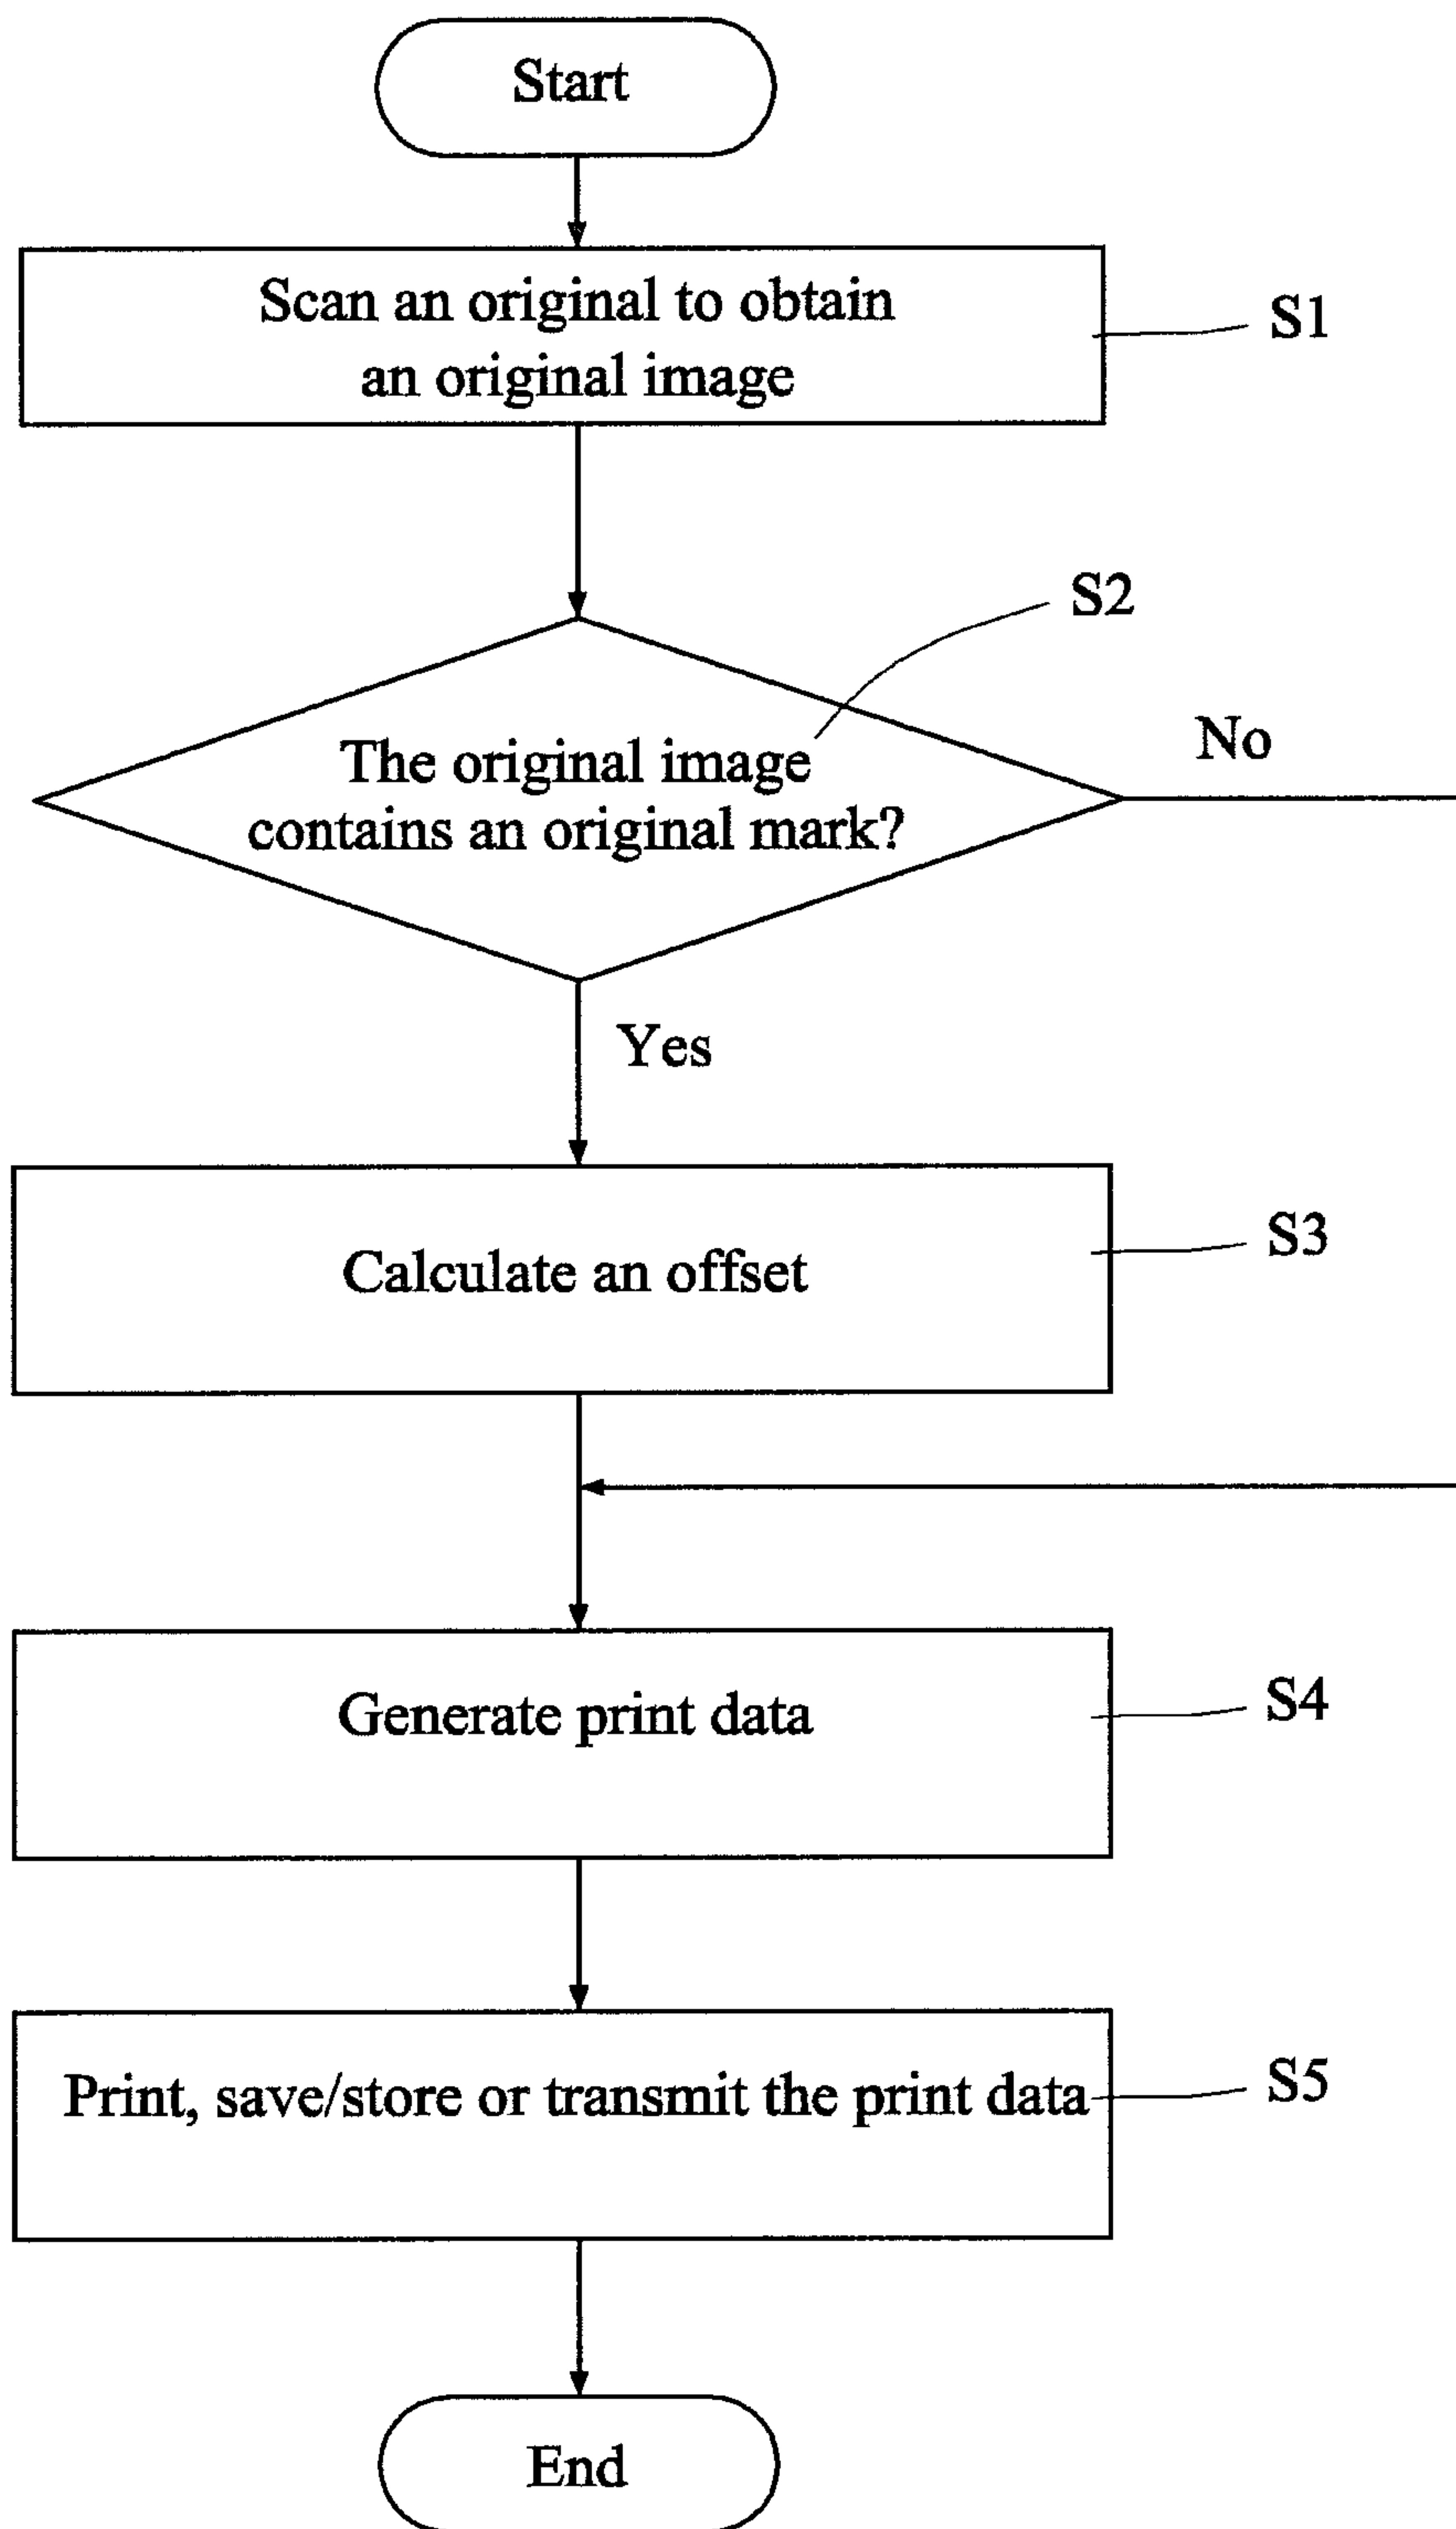 Start
Scan an original to obtain
an original image
S1
S2
The original image
contains an original mark?
No
Yes
Calculate an offset
S3
Generate print data
S4
Print, save/store or transmit the print data
S5
End